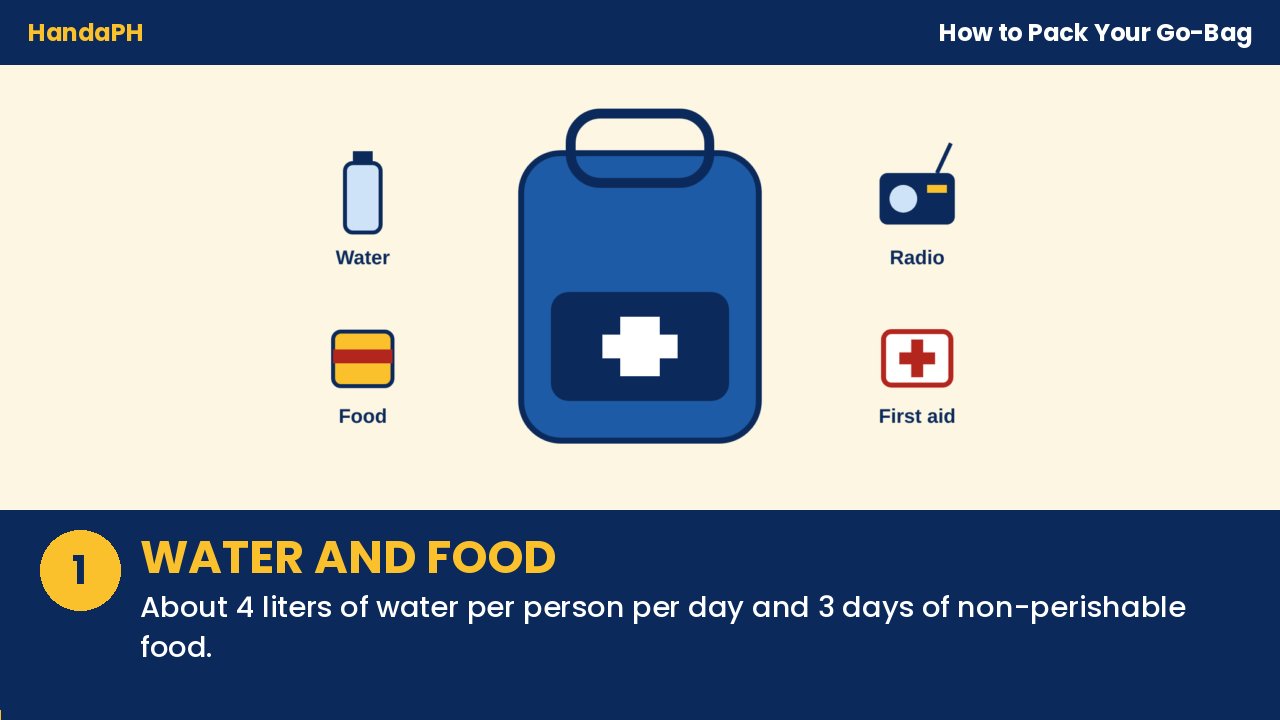 HandaPH
How to Pack Your Go-Bag
Water
Radio
Food
First aid
1
WATER AND FOOD
About 4 liters of water per person per day and 3 days of non-perishable
food.